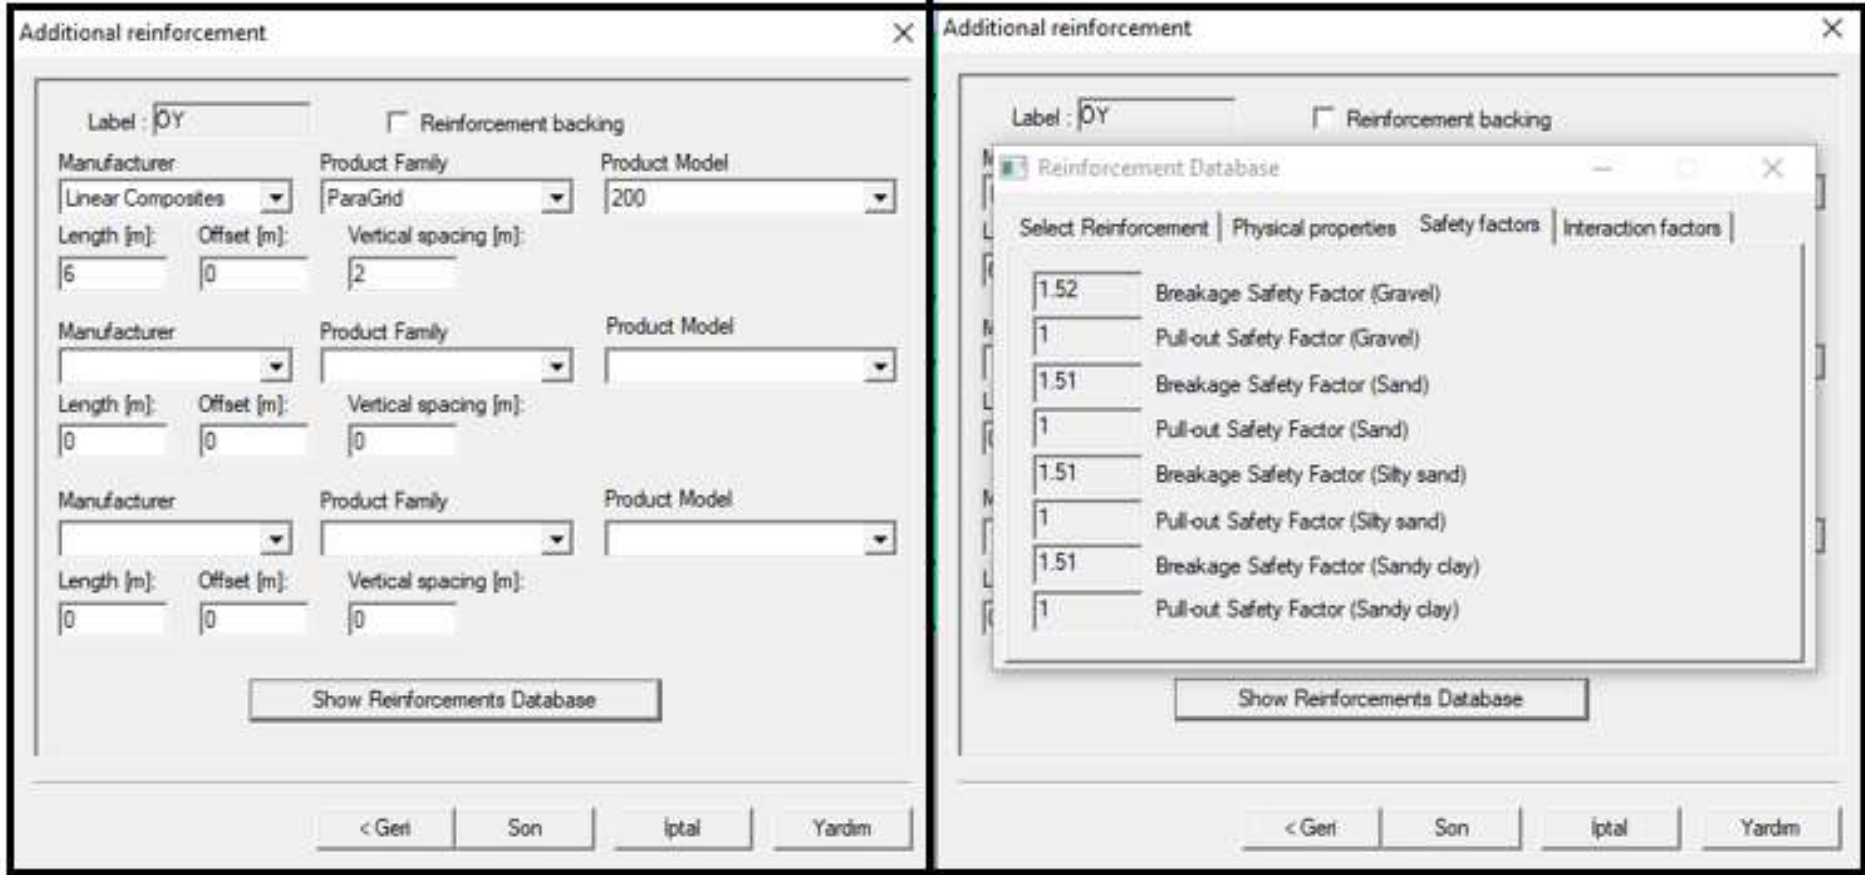 Additional reinforcement
Label : OY Reinforcement backing
Manufacturer Product Family Product Model
Linear Composites ParaGrid 200
Length [m]: Offset [m]: Vertical spacing [m]:
6 0 2
Manufacturer Product Family Product Model
Length [m]: Offset [m]: Vertical spacing [m]:
0 0 0
Manufacturer Product Family Product Model
Length [m]: Offset [m]: Vertical spacing [m]:
0 0 0
Show Reinforcements Database
< Geri Son İptal Yardım
Additional reinforcement
Label : OY Reinforcement backing
Reinforcement Database
Select Reinforcement Physical properties Safety factors Interaction factors
1.52 Breakage Safety Factor (Gravel)
1 Pull-out Safety Factor (Gravel)
1.51 Breakage Safety Factor (Sand)
1 Pull-out Safety Factor (Sand)
1.51 Breakage Safety Factor (Silty sand)
1 Pull-out Safety Factor (Silty sand)
1.51 Breakage Safety Factor (Sandy clay)
1 Pull-out Safety Factor (Sandy clay)
Show Reinforcements Database
< Geri Son İptal Yardım